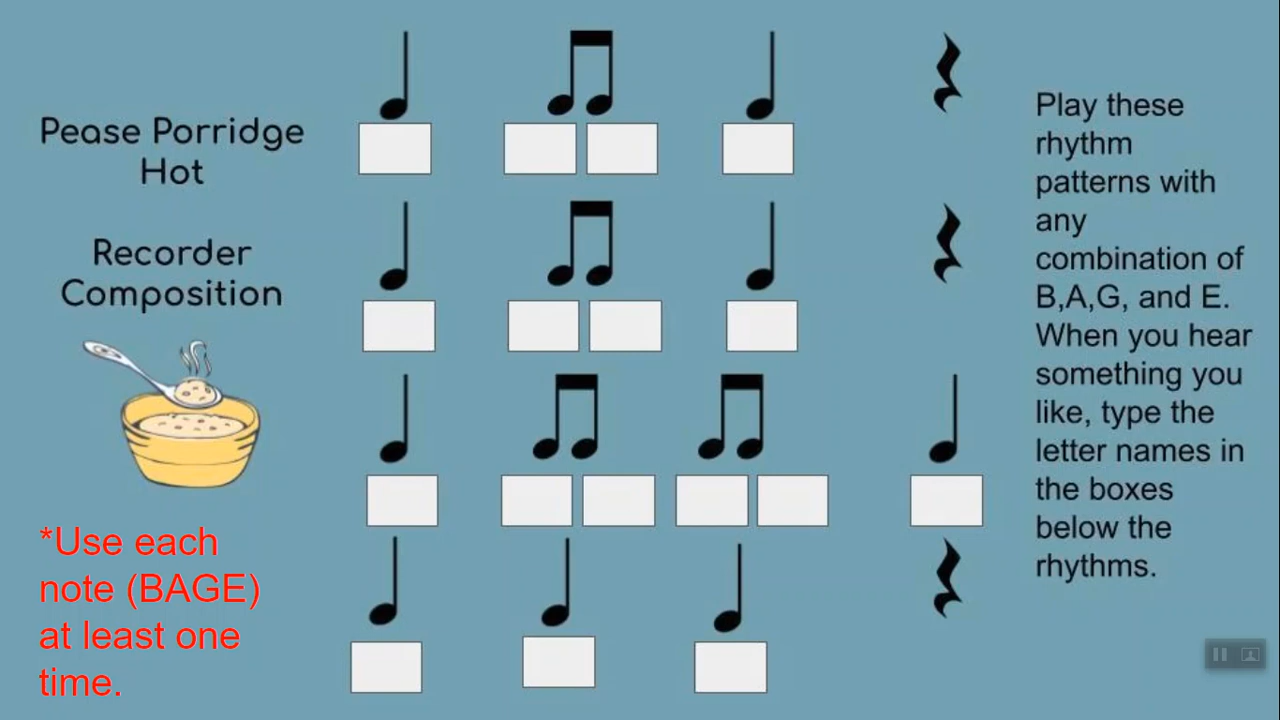 Pease Porridge
Hot
Recorder
Composition
*Use each
note (BAGE)
at least one
time.
Play these
rhythm
patterns with
any
combination of
B,A,G, and E.
When you hear
something you
like, type the
letter names in
the boxes
below the
rhythms.